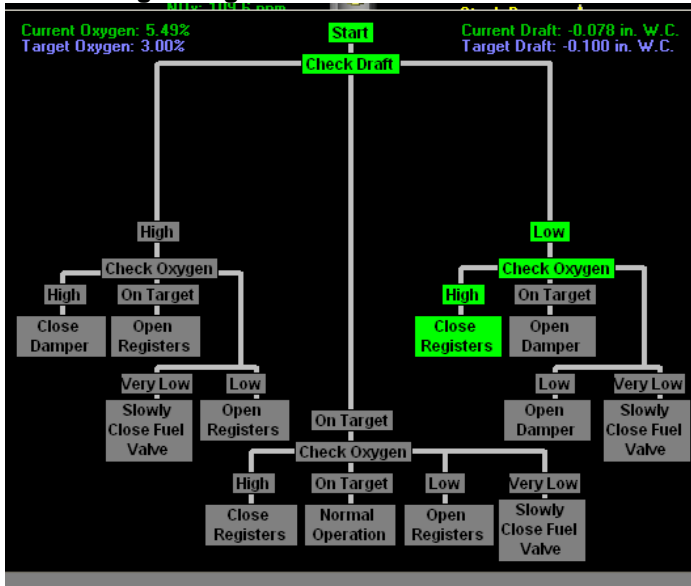 NOx: 109.6 ppm
Current Oxygen: 5.49%
Target Oxygen: 3.00%
Start
Current Draft: -0.078 in. W.C.
Target Draft: -0.100 in. W.C.
Check Draft
High
Low
Check Oxygen
Check Oxygen
High
On Target
High
On Target
Close
Damper
Open
Registers
Close
Registers
Open
Damper
Very Low
Low
Low
Very Low
Slowly
Close Fuel
Valve
Open
Registers
Open
Damper
Slowly
Close Fuel
Valve
On Target
Check Oxygen
High
On Target
Low
Very Low
Close
Registers
Normal
Operation
Open
Registers
Slowly
Close Fuel
Valve